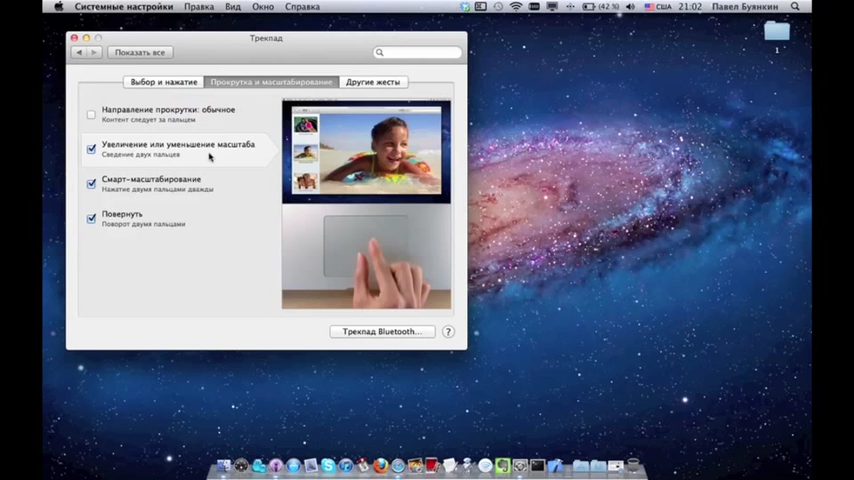 Системные настройки Правка Вид Окно Справка (42 %) США 21:02 Павел Буянкин
Трекпад
Показать все
1
Выбор и нажатие Прокрутка и масштабирование Другие жесты
Направление прокрутки: обычное
Контент следует за пальцем
Увеличение или уменьшение масштаба
Сведение двух пальцев
Смарт-масштабирование
Нажатие двумя пальцами дважды
Повернуть
Поворот двумя пальцами
Трекпад Bluetooth... ?